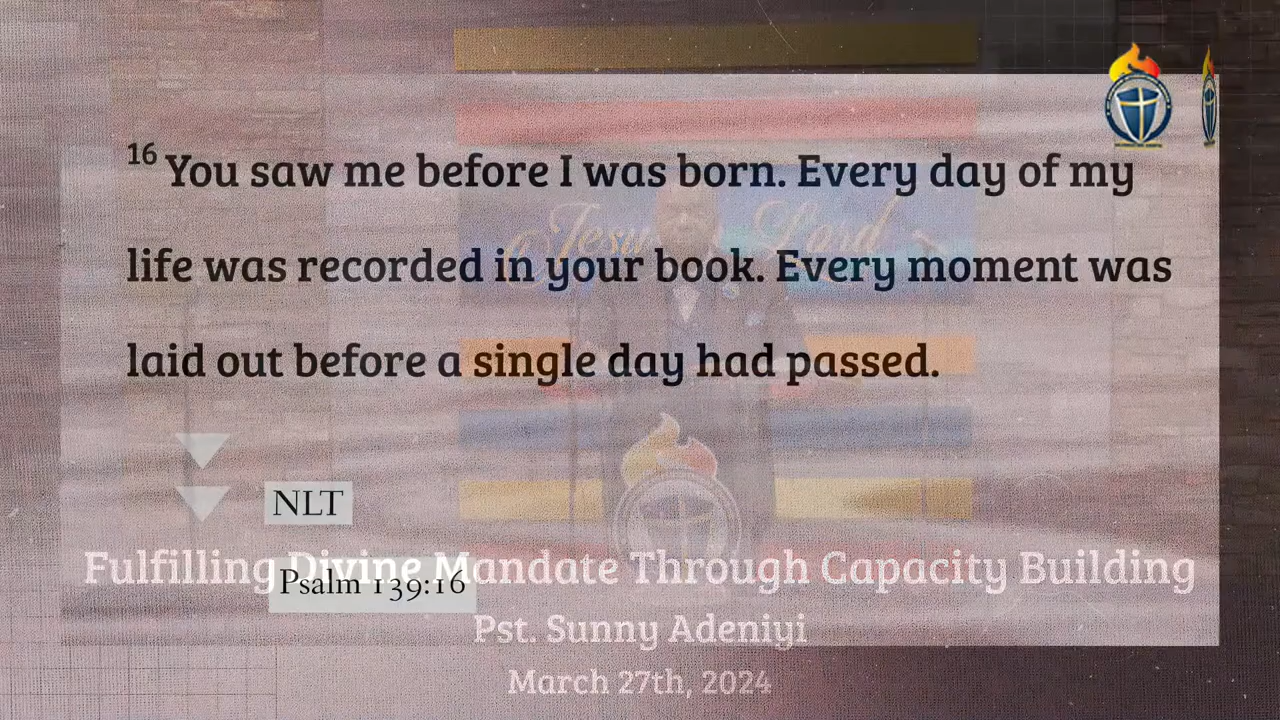 16 You saw me before I was born. Every day of my
life was recorded in your book. Every moment was
laid out before a single day had passed.
Jesus Lord
NLT
Fulfilling Divine Mandate Through Capacity Building
Psalm 139:16
Pst. Sunny Adeniyi
March 27th, 2024